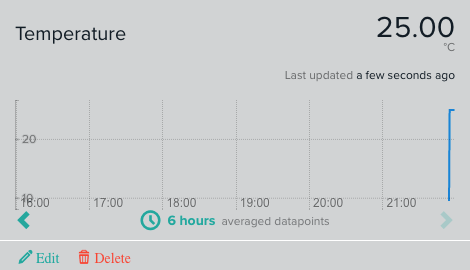 Temperature
25.00
°C
Last updated a few seconds ago
20
10
16:00 17:00 18:00 19:00 20:00 21:00
6 hours averaged datapoints
Edit Delete